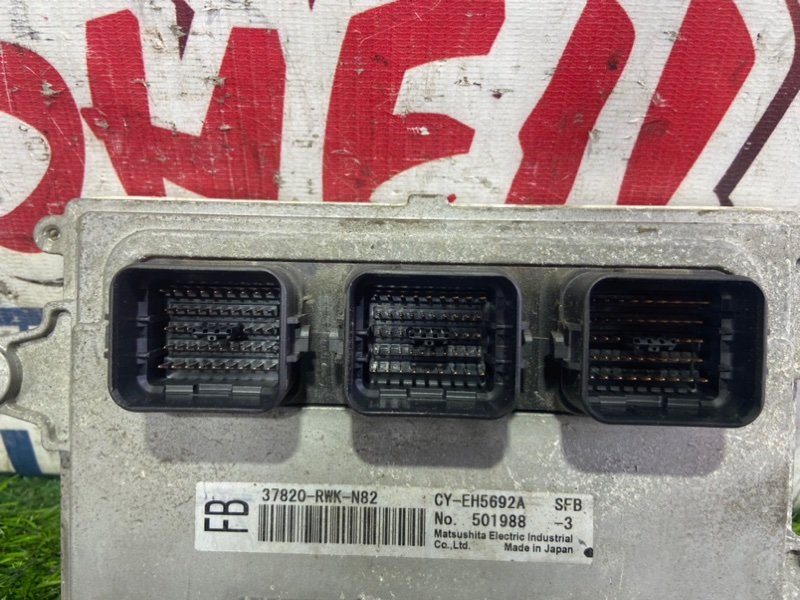 FB
37820-RWK-N82 CY-EH5692A SFB
No. 501988 -3
Matsushita Electric Industrial
Co.,Ltd. Made in Japan